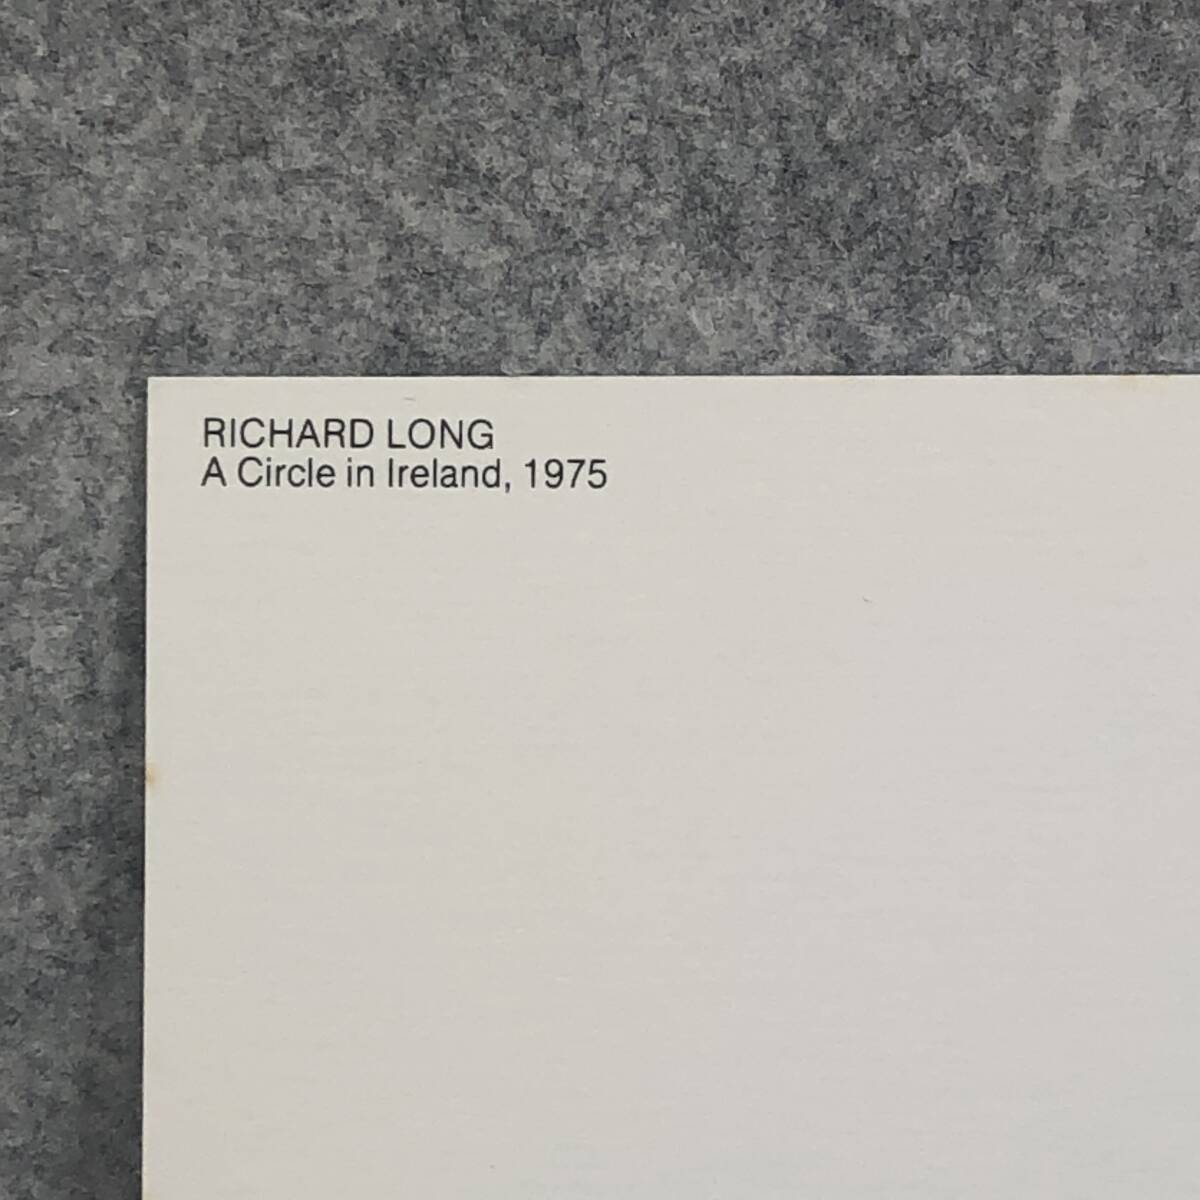 RICHARD LONG
A Circle in Ireland, 1975